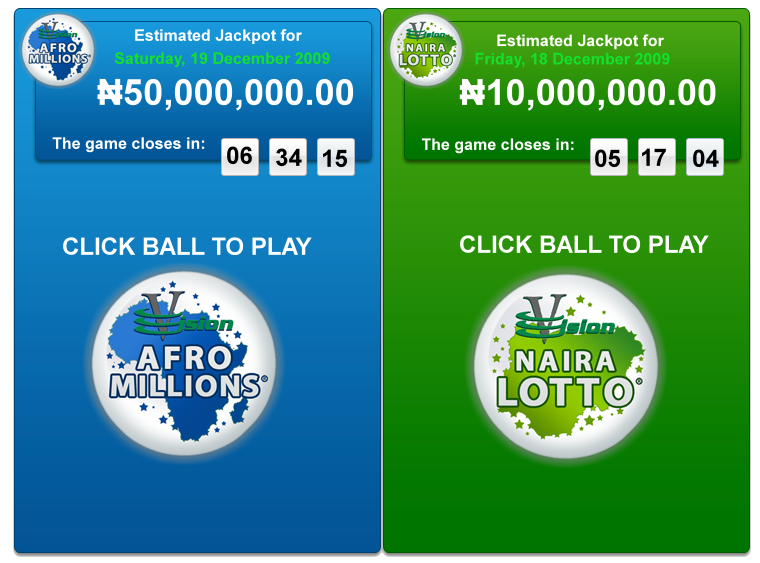 Vision
AFRO
MILLIONS
Estimated Jackpot for
Saturday, 19 December 2009
₦50,000,000.00
The game closes in:
06 34 15
CLICK BALL TO PLAY
Vision
AFRO
MILLIONS®
Vision
NAIRA
LOTTO
Estimated Jackpot for
Friday, 18 December 2009
₦10,000,000.00
The game closes in:
05 17 04
CLICK BALL TO PLAY
Vision
NAIRA
LOTTO®